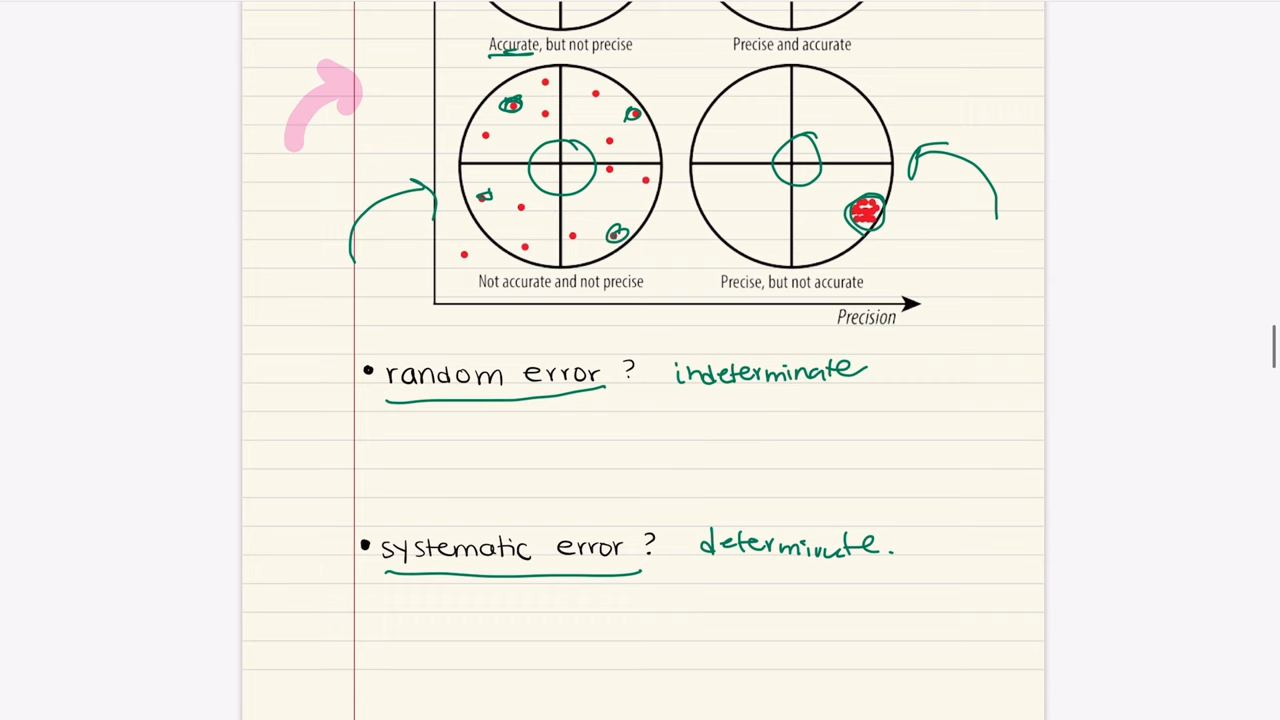 Accurate, but not precise
Precise and accurate
Not accurate and not precise
Precise, but not accurate
Precision
• random error ? indeterminate
• systematic error ? determinate.